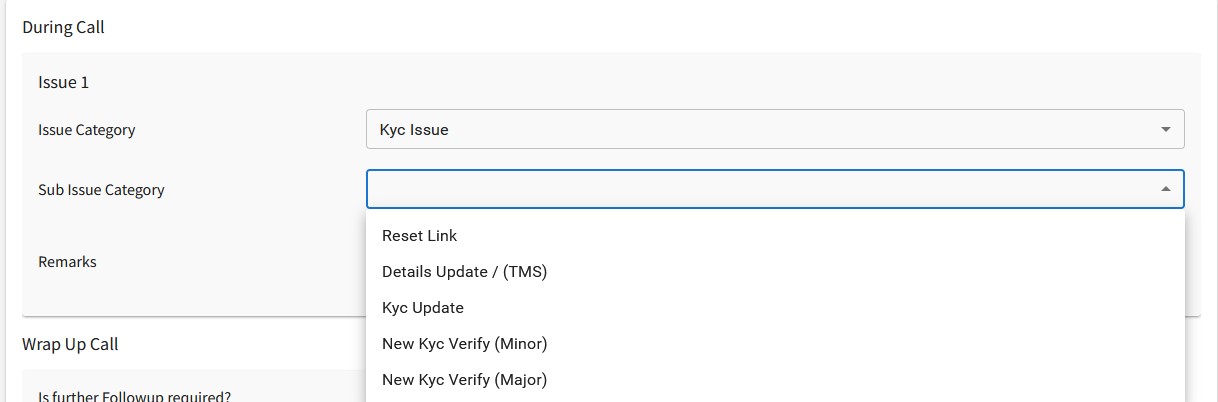 During Call
Issue 1
Issue Category
Kyc Issue
Sub Issue Category
Reset Link
Remarks
Details Update / (TMS)
Kyc Update
New Kyc Verify (Minor)
Wrap Up Call
New Kyc Verify (Major)
Is further Followup required?